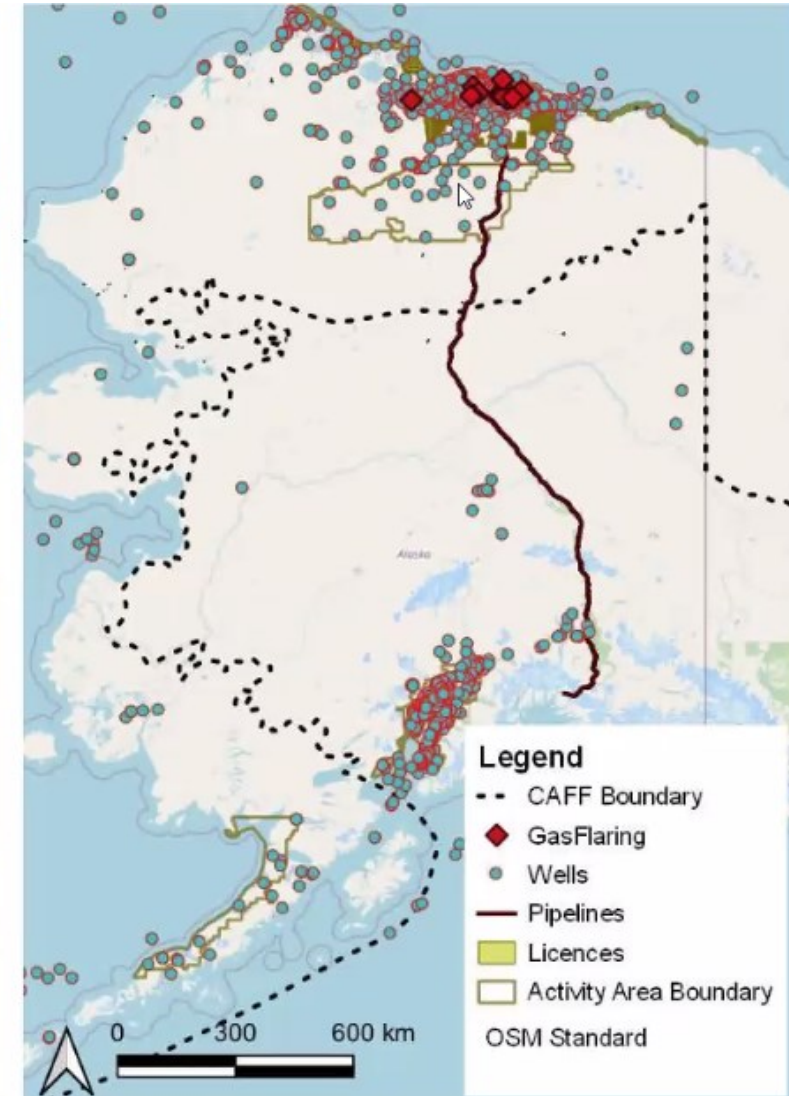 Alaska
Legend
CAFF Boundary
GasFlaring
Wells
Pipelines
Licences
Activity Area Boundary
OSM Standard
0 300 600 km